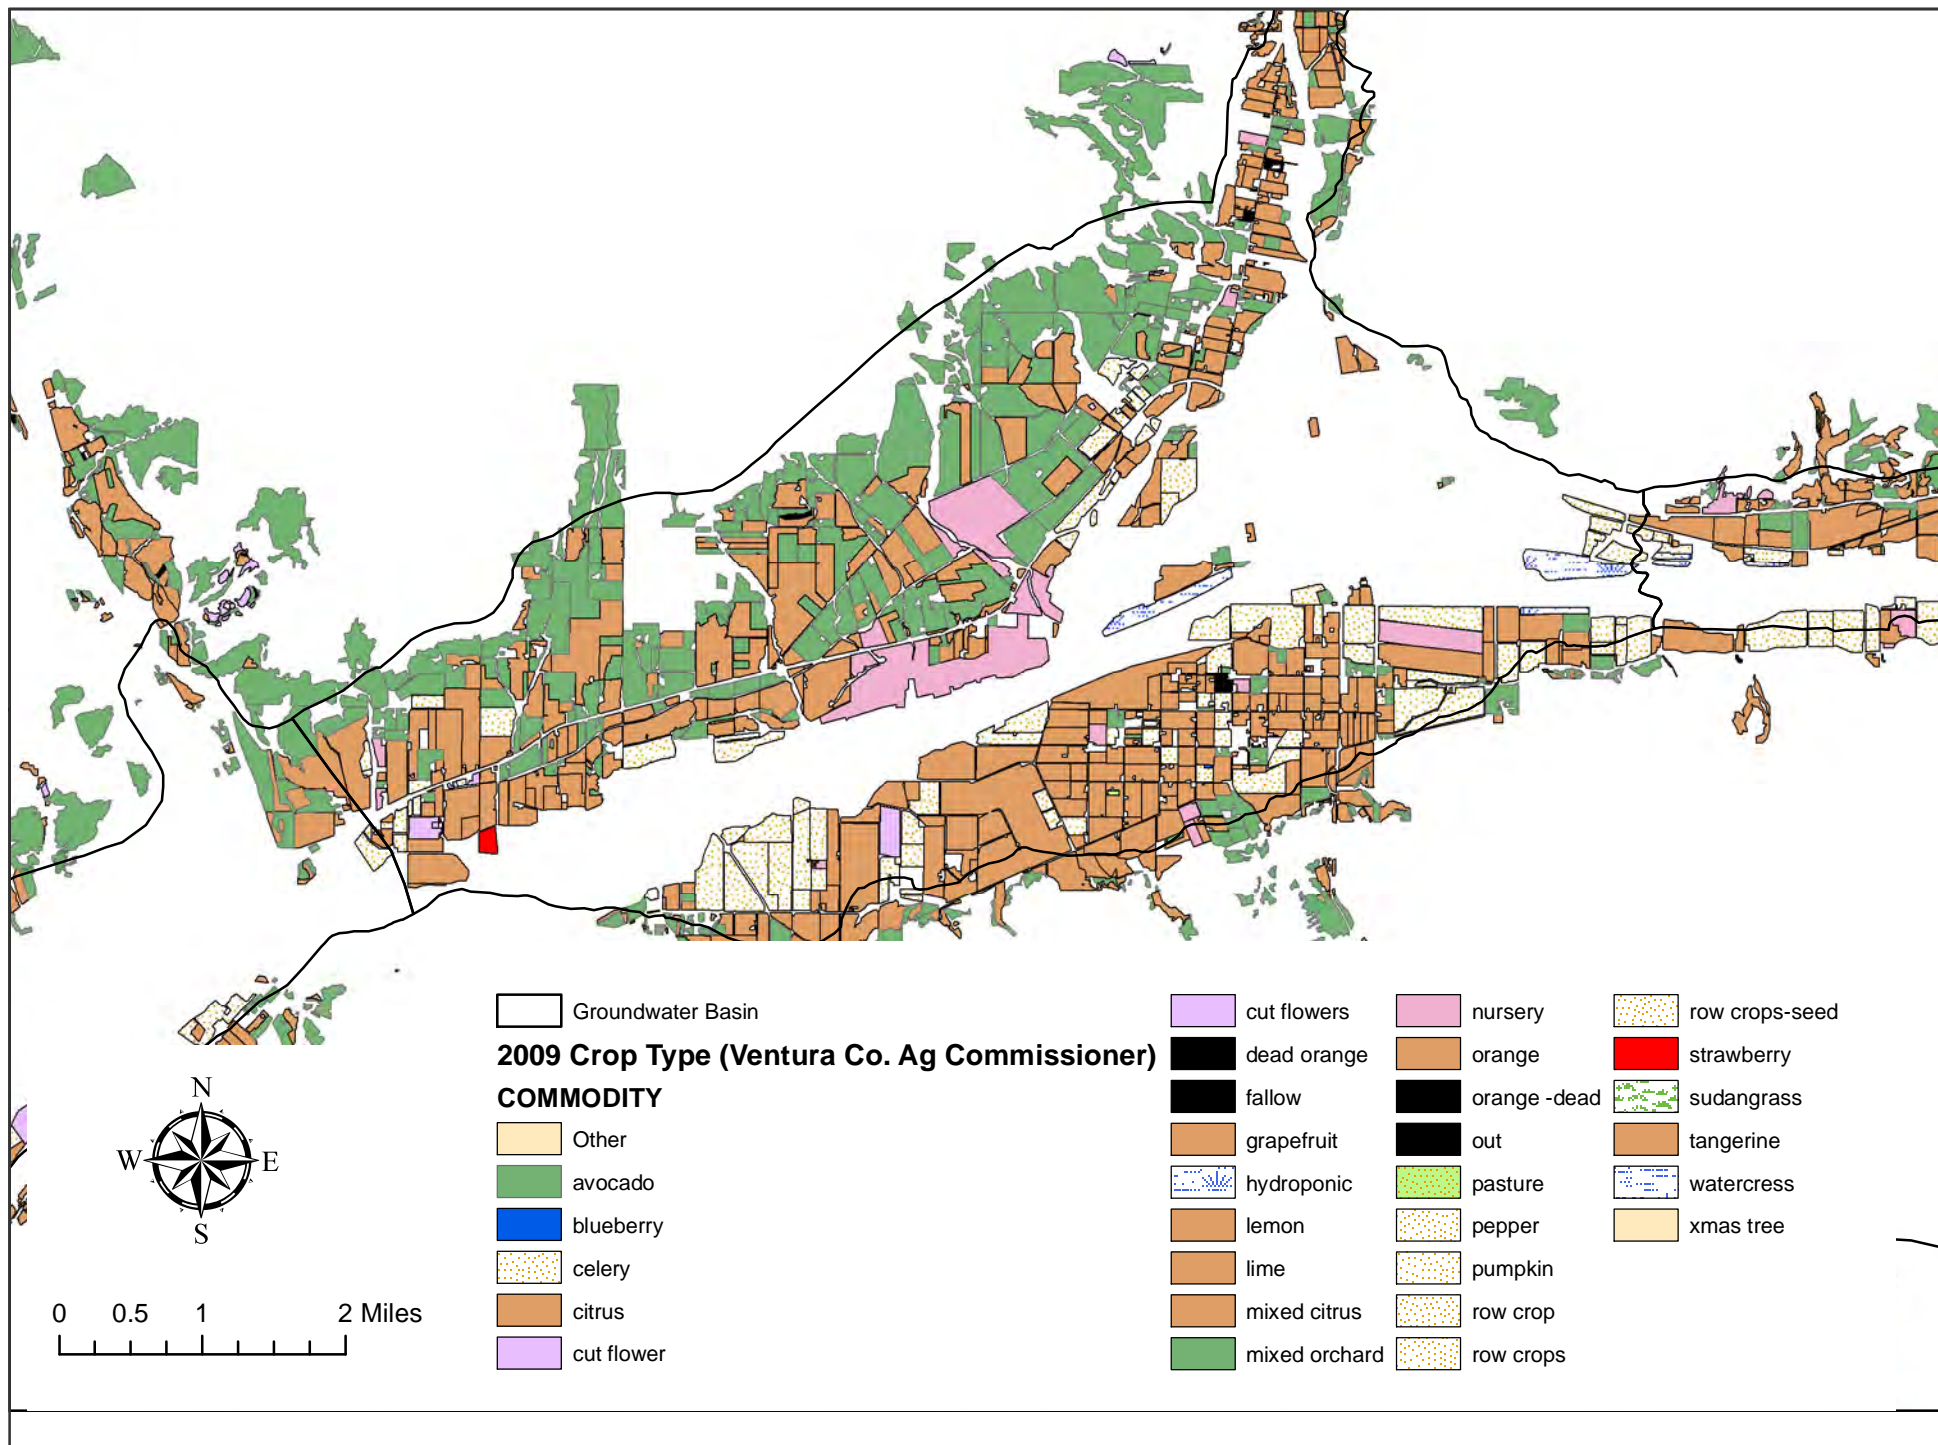 Groundwater Basin
2009 Crop Type (Ventura Co. Ag Commissioner)
COMMODITY
Other
avocado
blueberry
celery
citrus
cut flower
cut flowers
dead orange
fallow
grapefruit
hydroponic
lemon
lime
mixed citrus
mixed orchard
nursery
orange
orange -dead
out
pasture
pepper
pumpkin
row crop
row crops
row crops-seed
strawberry
sudangrass
tangerine
watercress
xmas tree
N
W E
S
0 0.5 1 2 Miles